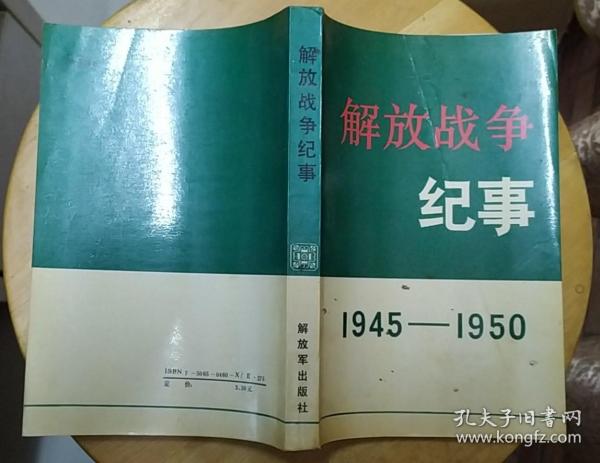 解放战争
纪事
1945—1950
解放战争纪事
解放军出版社
定价:
孔夫子旧书网
www.kongfz.com